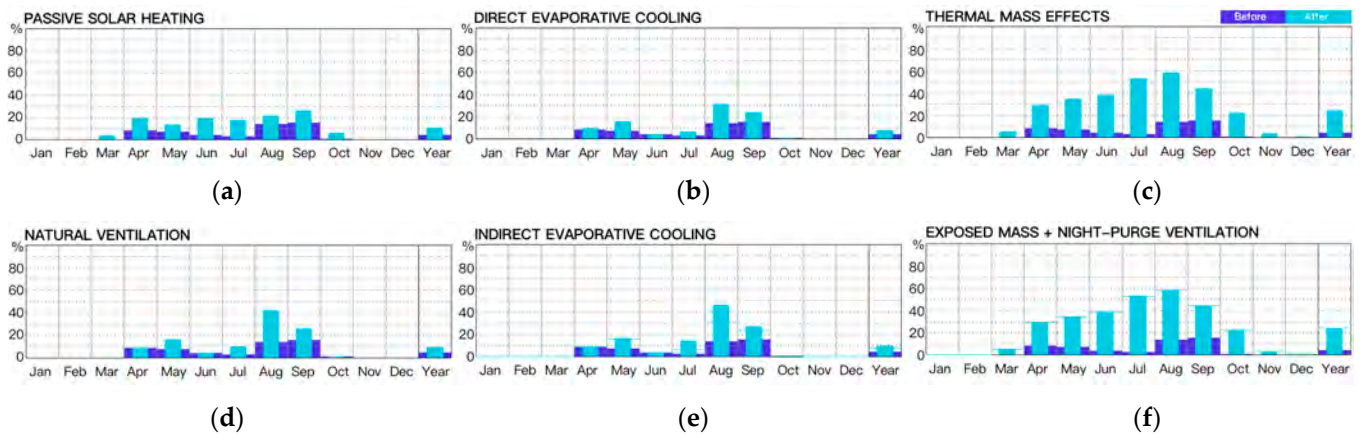 PASSIVE SOLAR HEATING
%
80
60
40
20
0
Jan Feb Mar Apr May Jun Jul Aug Sep Oct Nov Dec Year
(a)
DIRECT EVAPORATIVE COOLING
%
80
60
40
20
0
Jan Feb Mar Apr May Jun Jul Aug Sep Oct Nov Dec Year
(b)
THERMAL MASS EFFECTS
Before After
%
80
60
40
20
0
Jan Feb Mar Apr May Jun Jul Aug Sep Oct Nov Dec Year
(c)
NATURAL VENTILATION
%
80
60
40
20
0
Jan Feb Mar Apr May Jun Jul Aug Sep Oct Nov Dec Year
(d)
INDIRECT EVAPORATIVE COOLING
%
80
60
40
20
0
Jan Feb Mar Apr May Jun Jul Aug Sep Oct Nov Dec Year
(e)
EXPOSED MASS + NIGHT-PURGE VENTILATION
%
80
60
40
20
0
Jan Feb Mar Apr May Jun Jul Aug Sep Oct Nov Dec Year
(f)